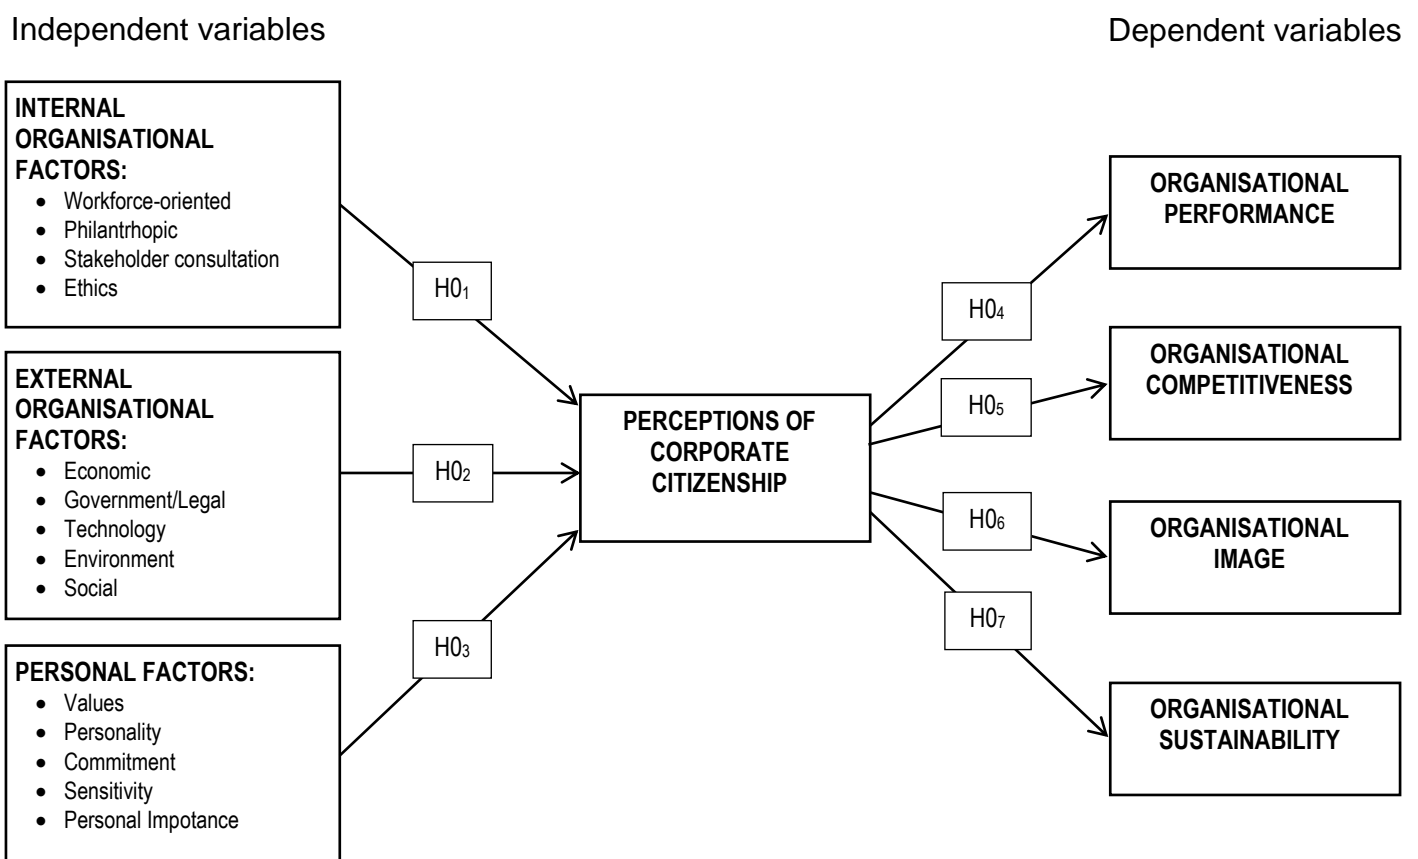 Independent variables
Dependent variables
INTERNAL
ORGANISATIONAL
FACTORS:
• Workforce-oriented
• Philantrhopic
• Stakeholder consultation
• Ethics
EXTERNAL
ORGANISATIONAL
FACTORS:
• Economic
• Government/Legal
• Technology
• Environment
• Social
PERSONAL FACTORS:
• Values
• Personality
• Commitment
• Sensitivity
• Personal Impotance
H0₁
H0₂
H0₃
PERCEPTIONS OF
CORPORATE
CITIZENSHIP
H0₄
H0₅
H0₆
H0₇
ORGANISATIONAL
PERFORMANCE
ORGANISATIONAL
COMPETITIVENESS
ORGANISATIONAL
IMAGE
ORGANISATIONAL
SUSTAINABILITY